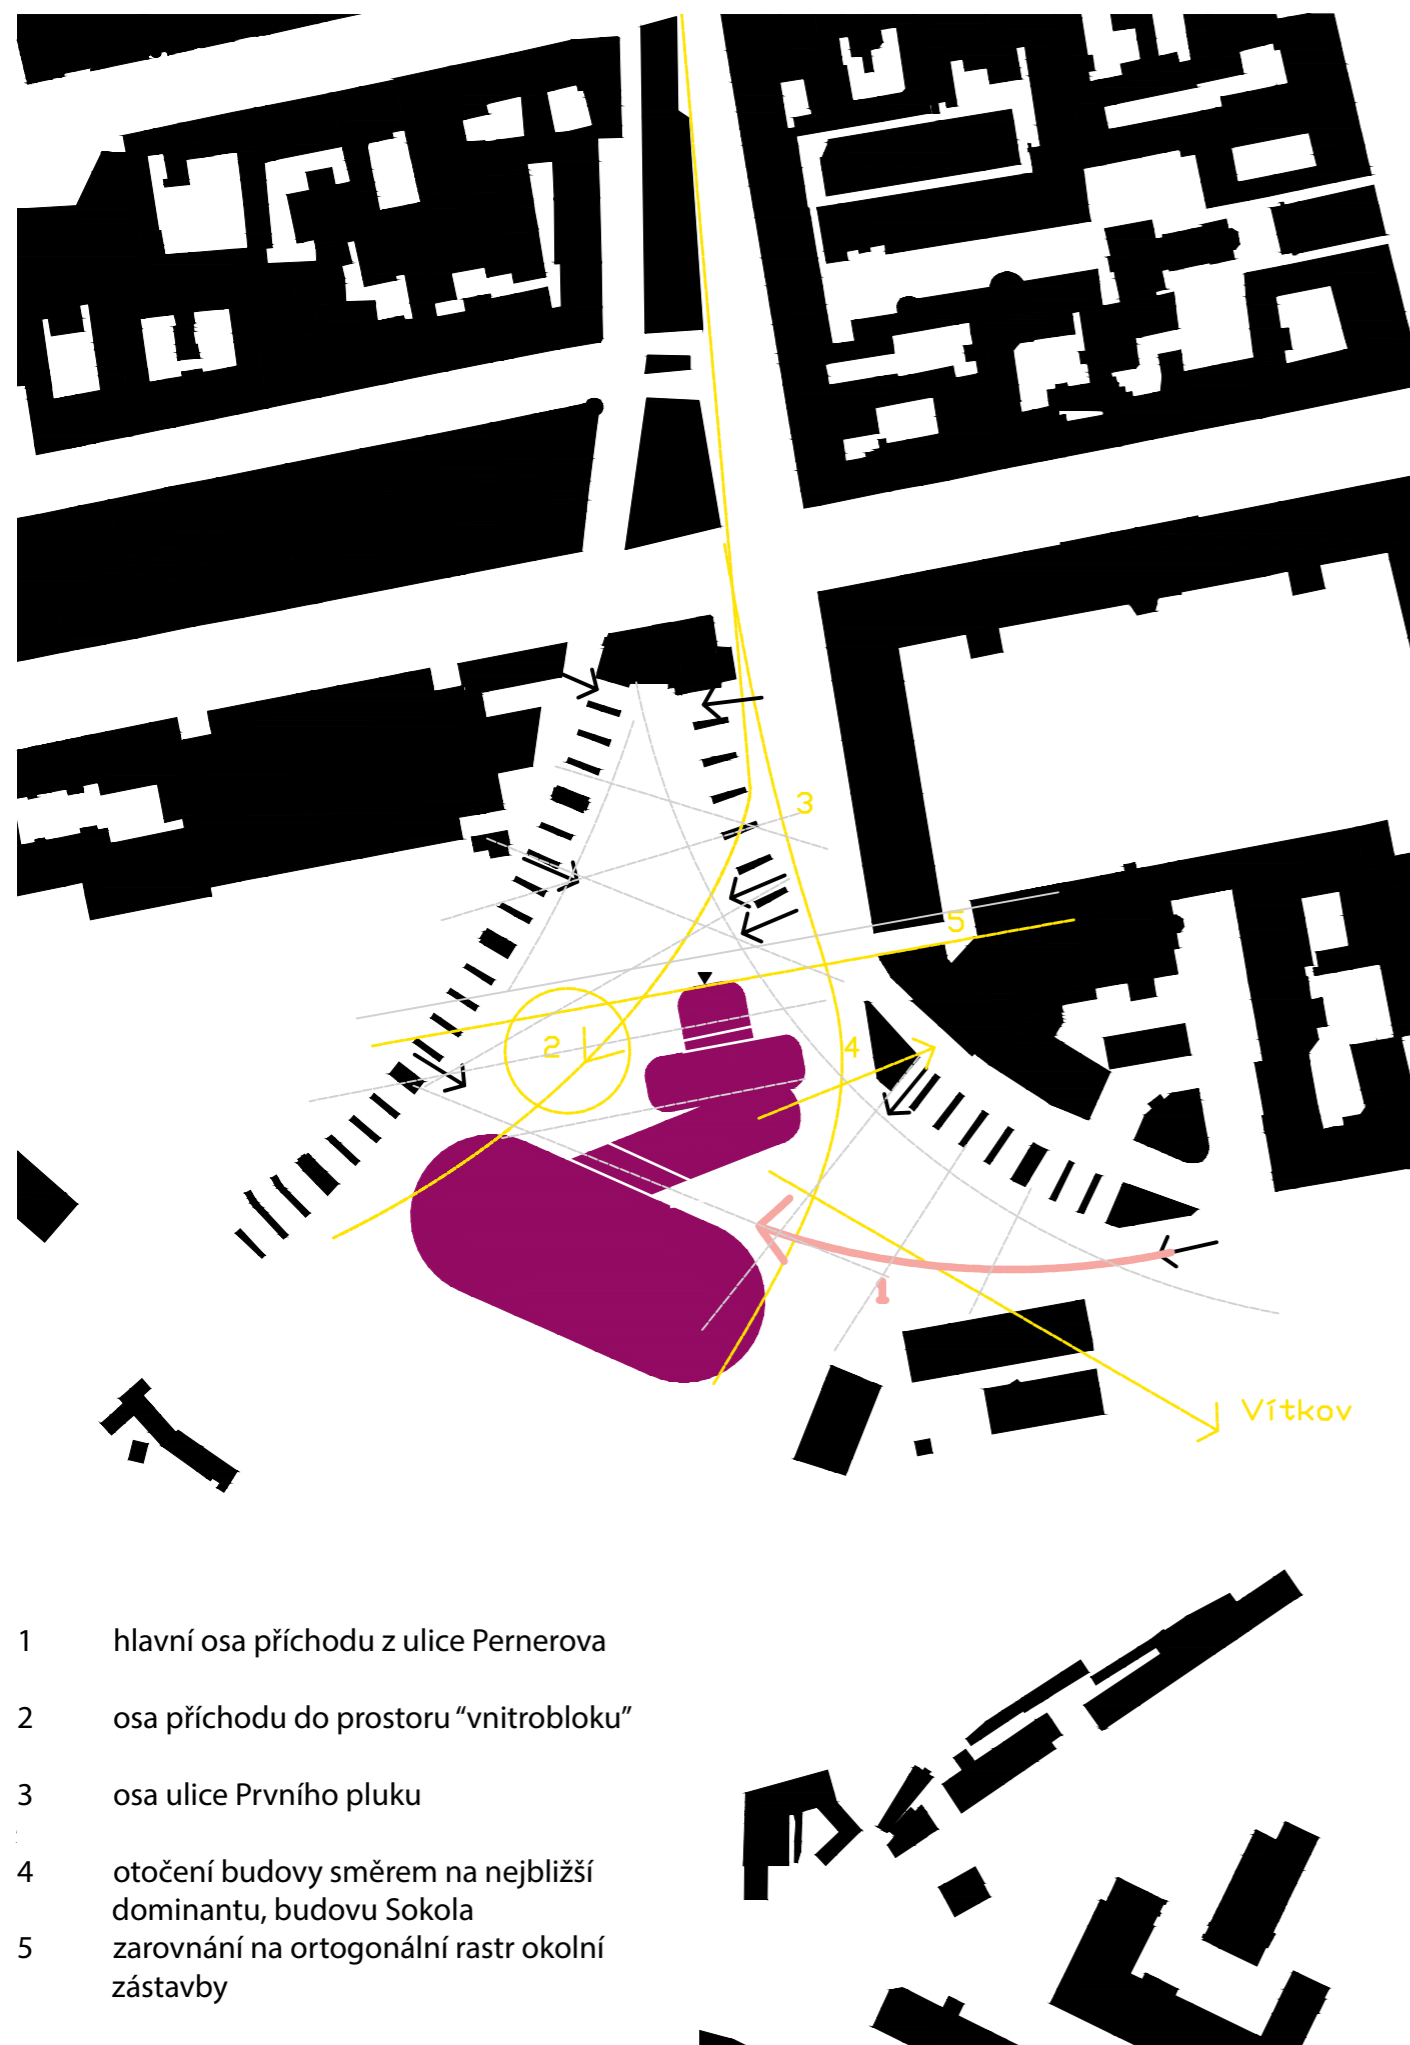 3
5
2
4
1
Vítkov
1 hlavní osa příchodu z ulice Pernerova
2 osa příchodu do prostoru “vnitrobloku”
3 osa ulice Prvního pluku
4 otočení budovy směrem na nejbližší
dominantu, budovu Sokola
5 zarovnání na ortogonální rastr okolní
zástavby